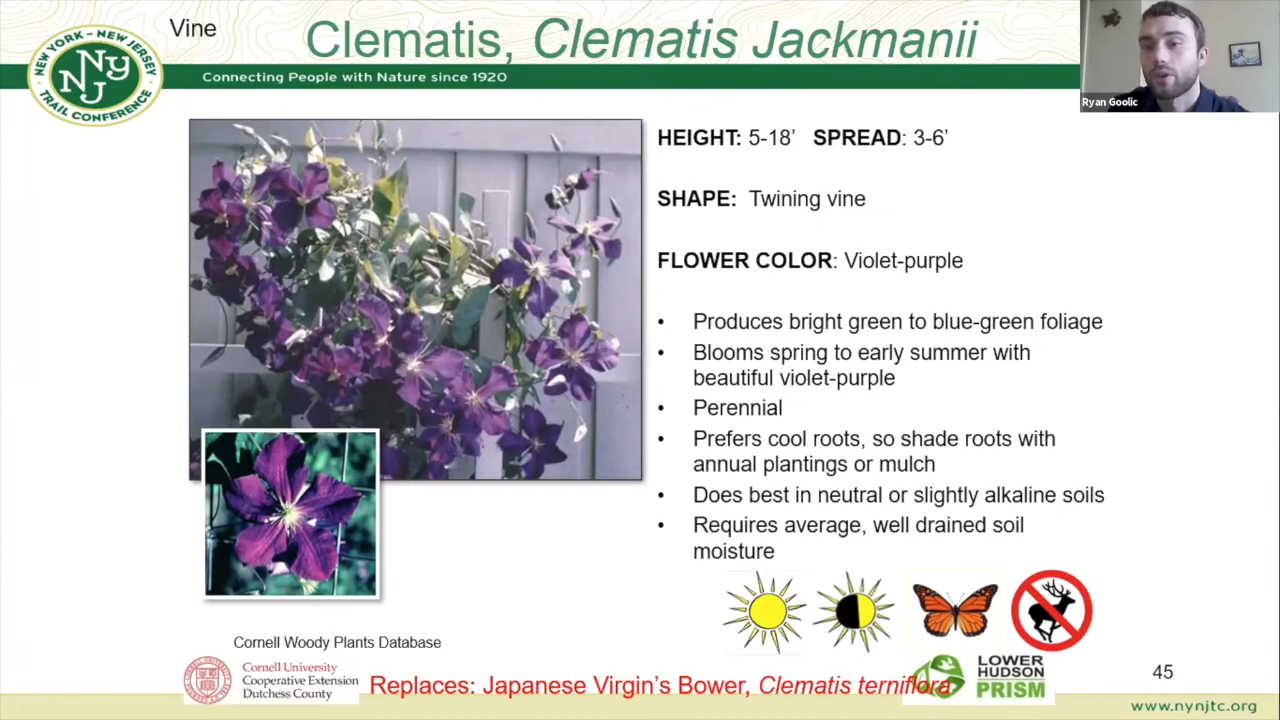 Vine
Clematis, Clematis Jackmanii
NEW YORK – NEW JERSEY
NY
NJ
TRAIL CONFERENCE
Connecting People with Nature since 1920
Ryan Goolic
HEIGHT: 5-18’ SPREAD: 3-6’
SHAPE: Twining vine
FLOWER COLOR: Violet-purple
• Produces bright green to blue-green foliage
• Blooms spring to early summer with
beautiful violet-purple
• Perennial
• Prefers cool roots, so shade roots with
annual plantings or mulch
• Does best in neutral or slightly alkaline soils
• Requires average, well drained soil
moisture
Cornell Woody Plants Database
Cornell University
Cooperative Extension
Dutchess County
Replaces: Japanese Virgin’s Bower, Clematis terniflora
LOWER
HUDSON
PRISM
45
www.nynjtc.org